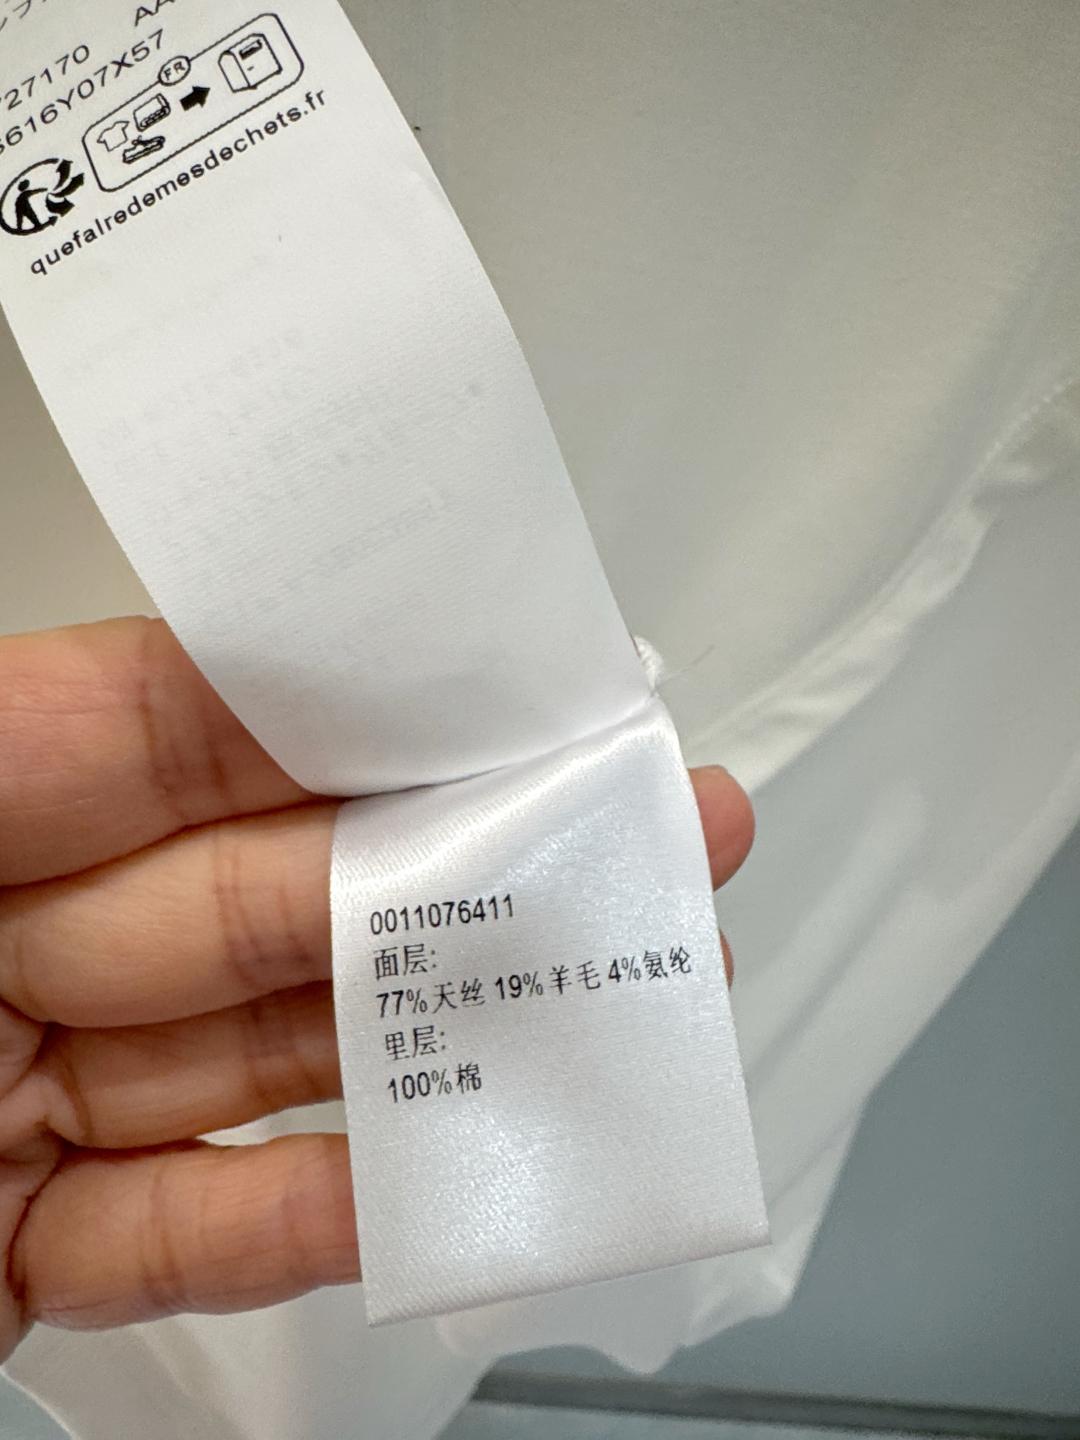 27170
616Y07X57
FR
quefairedemesdechets.fr
0011076411
面层:
77%天丝 19%羊毛 4%氨纶
里层:
100%棉